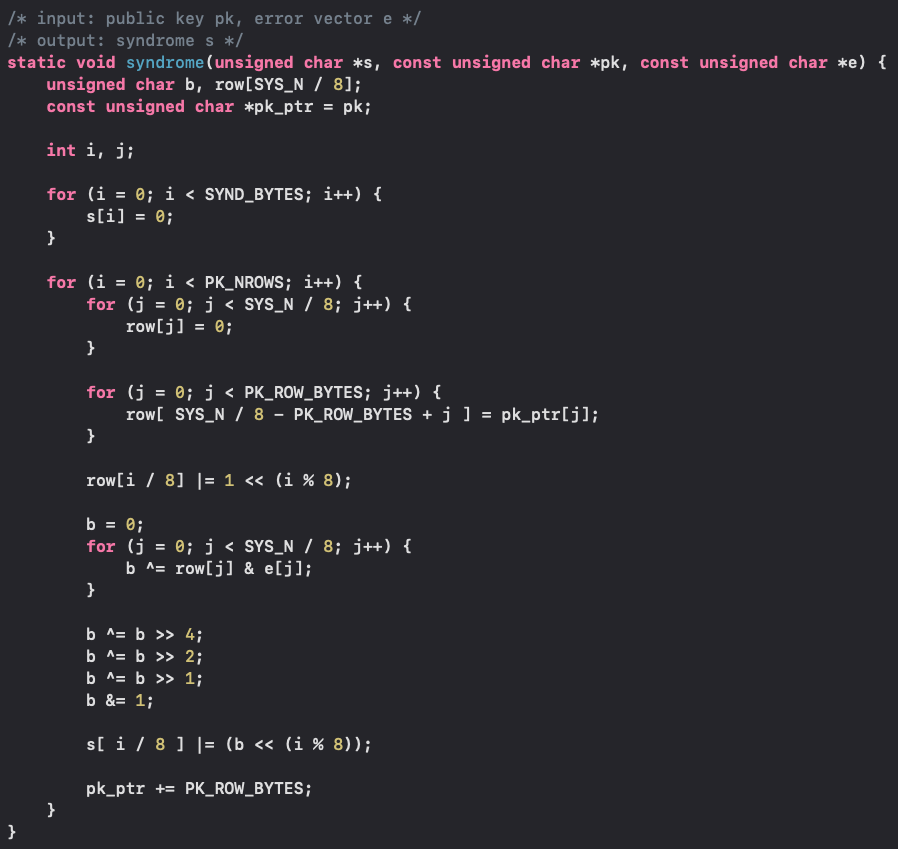 /* input: public key pk, error vector e */
/* output: syndrome s */
static void syndrome(unsigned char *s, const unsigned char *pk, const unsigned char *e) {
    unsigned char b, row[SYS_N / 8];
    const unsigned char *pk_ptr = pk;

    int i, j;

    for (i = 0; i < SYND_BYTES; i++) {
        s[i] = 0;
    }

    for (i = 0; i < PK_NROWS; i++) {
        for (j = 0; j < SYS_N / 8; j++) {
            row[j] = 0;
        }

        for (j = 0; j < PK_ROW_BYTES; j++) {
            row[ SYS_N / 8 - PK_ROW_BYTES + j ] = pk_ptr[j];
        }

        row[i / 8] |= 1 << (i % 8);

        b = 0;
        for (j = 0; j < SYS_N / 8; j++) {
            b ^= row[j] & e[j];
        }

        b ^= b >> 4;
        b ^= b >> 2;
        b ^= b >> 1;
        b &= 1;

        s[ i / 8 ] |= (b << (i % 8));

        pk_ptr += PK_ROW_BYTES;
    }
}